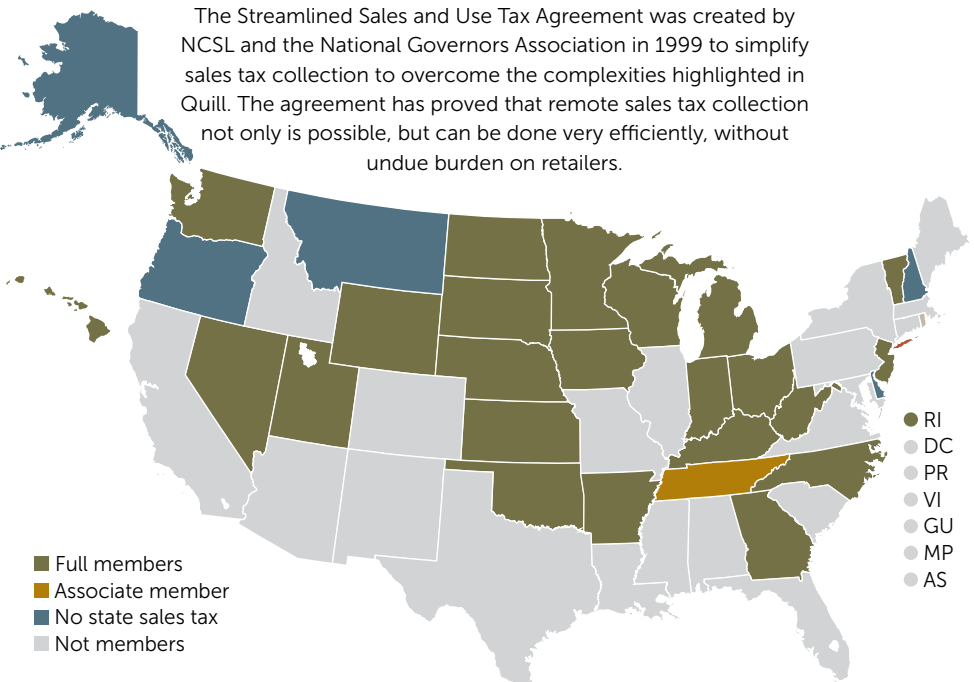 The Streamlined Sales and Use Tax Agreement was created by
NCSL and the National Governors Association in 1999 to simplify
sales tax collection to overcome the complexities highlighted in
Quill. The agreement has proved that remote sales tax collection
not only is possible, but can be done very efficiently, without
undue burden on retailers.
RI
DC
PR
VI
GU
MP
AS
Full members
Associate member
No state sales tax
Not members